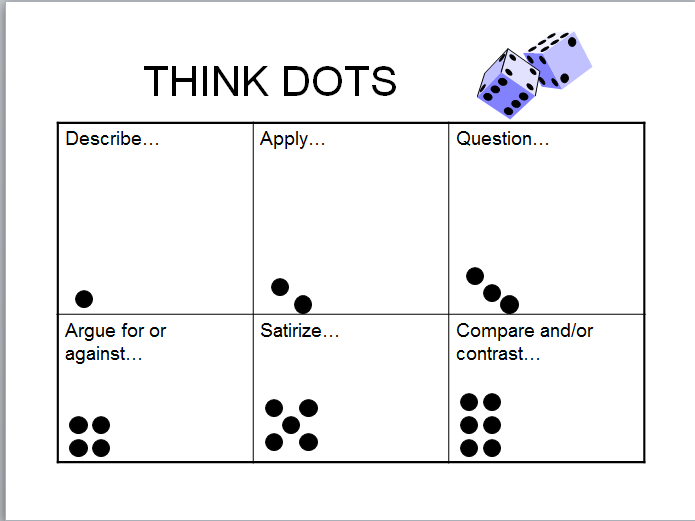 THINK DOTS
Describe…
Apply…
Question…
Argue for or
against…
Satirize…
Compare and/or
contrast…